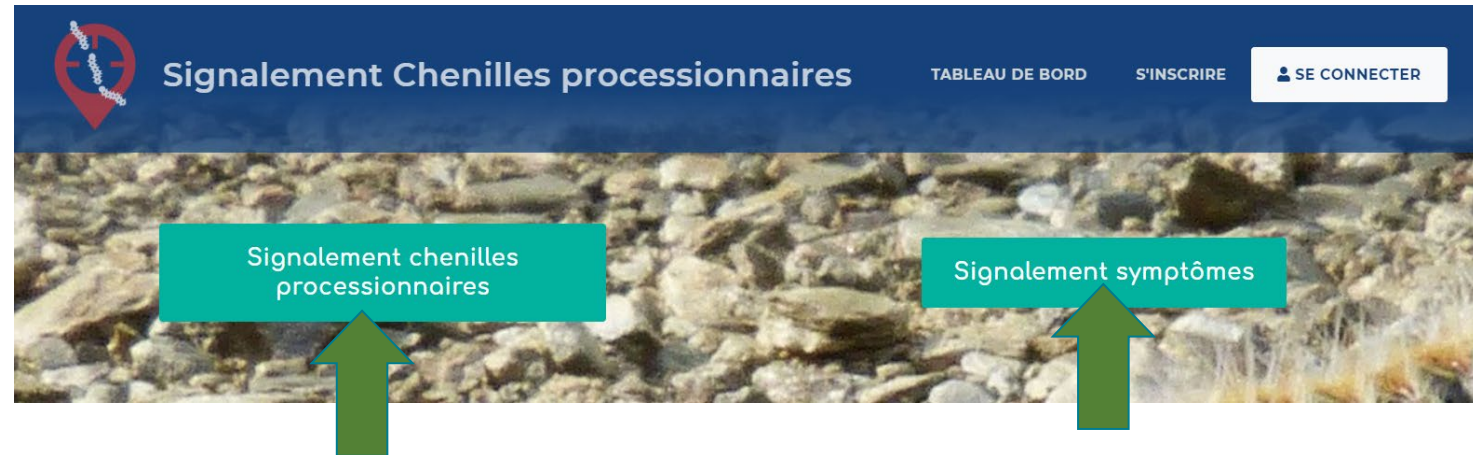 Signalement Chenilles processionnaires
TABLEAU DE BORD
S'INSCRIRE
SE CONNECTER
Signalement chenilles
processionnaires
Signalement symptômes